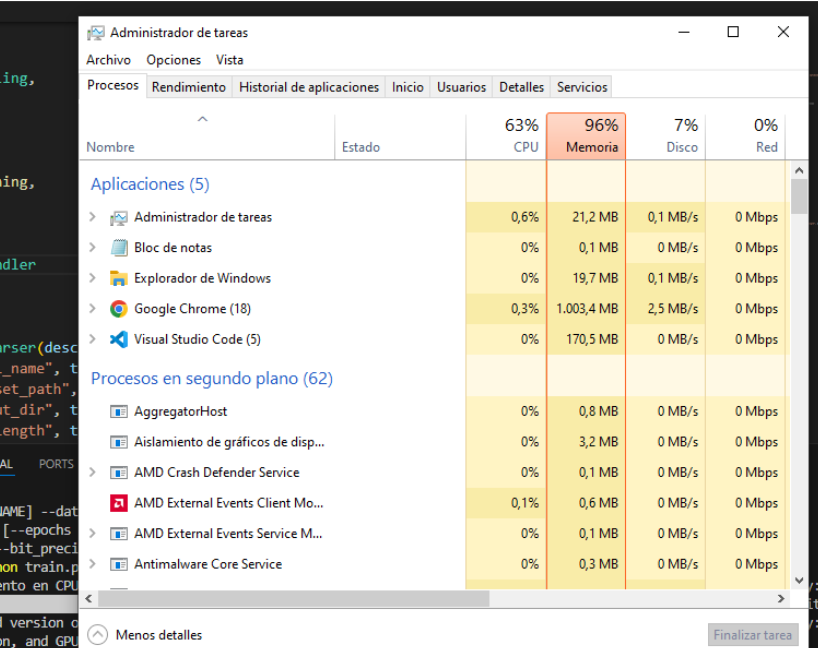 Administrador de tareas
Archivo Opciones Vista
Procesos Rendimiento Historial de aplicaciones Inicio Usuarios Detalles Servicios
63% 96% 7% 0%
Nombre Estado CPU Memoria Disco Red
Aplicaciones (5)
Administrador de tareas 0,6% 21,2 MB 0,1 MB/s 0 Mbps
Bloc de notas 0% 0,1 MB 0 MB/s 0 Mbps
Explorador de Windows 0% 19,7 MB 0,1 MB/s 0 Mbps
Google Chrome (18) 0,3% 1.003,4 MB 2,5 MB/s 0 Mbps
Visual Studio Code (5) 0% 170,5 MB 0 MB/s 0 Mbps
Procesos en segundo plano (62)
AggregatorHost 0% 0,8 MB 0 MB/s 0 Mbps
Aislamiento de gráficos de disp... 0% 3,2 MB 0 MB/s 0 Mbps
AMD Crash Defender Service 0% 0,1 MB 0 MB/s 0 Mbps
AMD External Events Client Mo... 0,1% 0,6 MB 0 MB/s 0 Mbps
AMD External Events Service M... 0% 0,1 MB 0 MB/s 0 Mbps
Antimalware Core Service 0% 0,3 MB 0 MB/s 0 Mbps
Menos detalles Finalizar tarea
ing,
ning,
ndler
arser(desc
l_name", t
set_path",
ut_dir", t
length", t
AL PORTS
NAME] --dat
[--epochs
--bit_preci
hon train.p
ento en CPU
d version o
on, and GPU